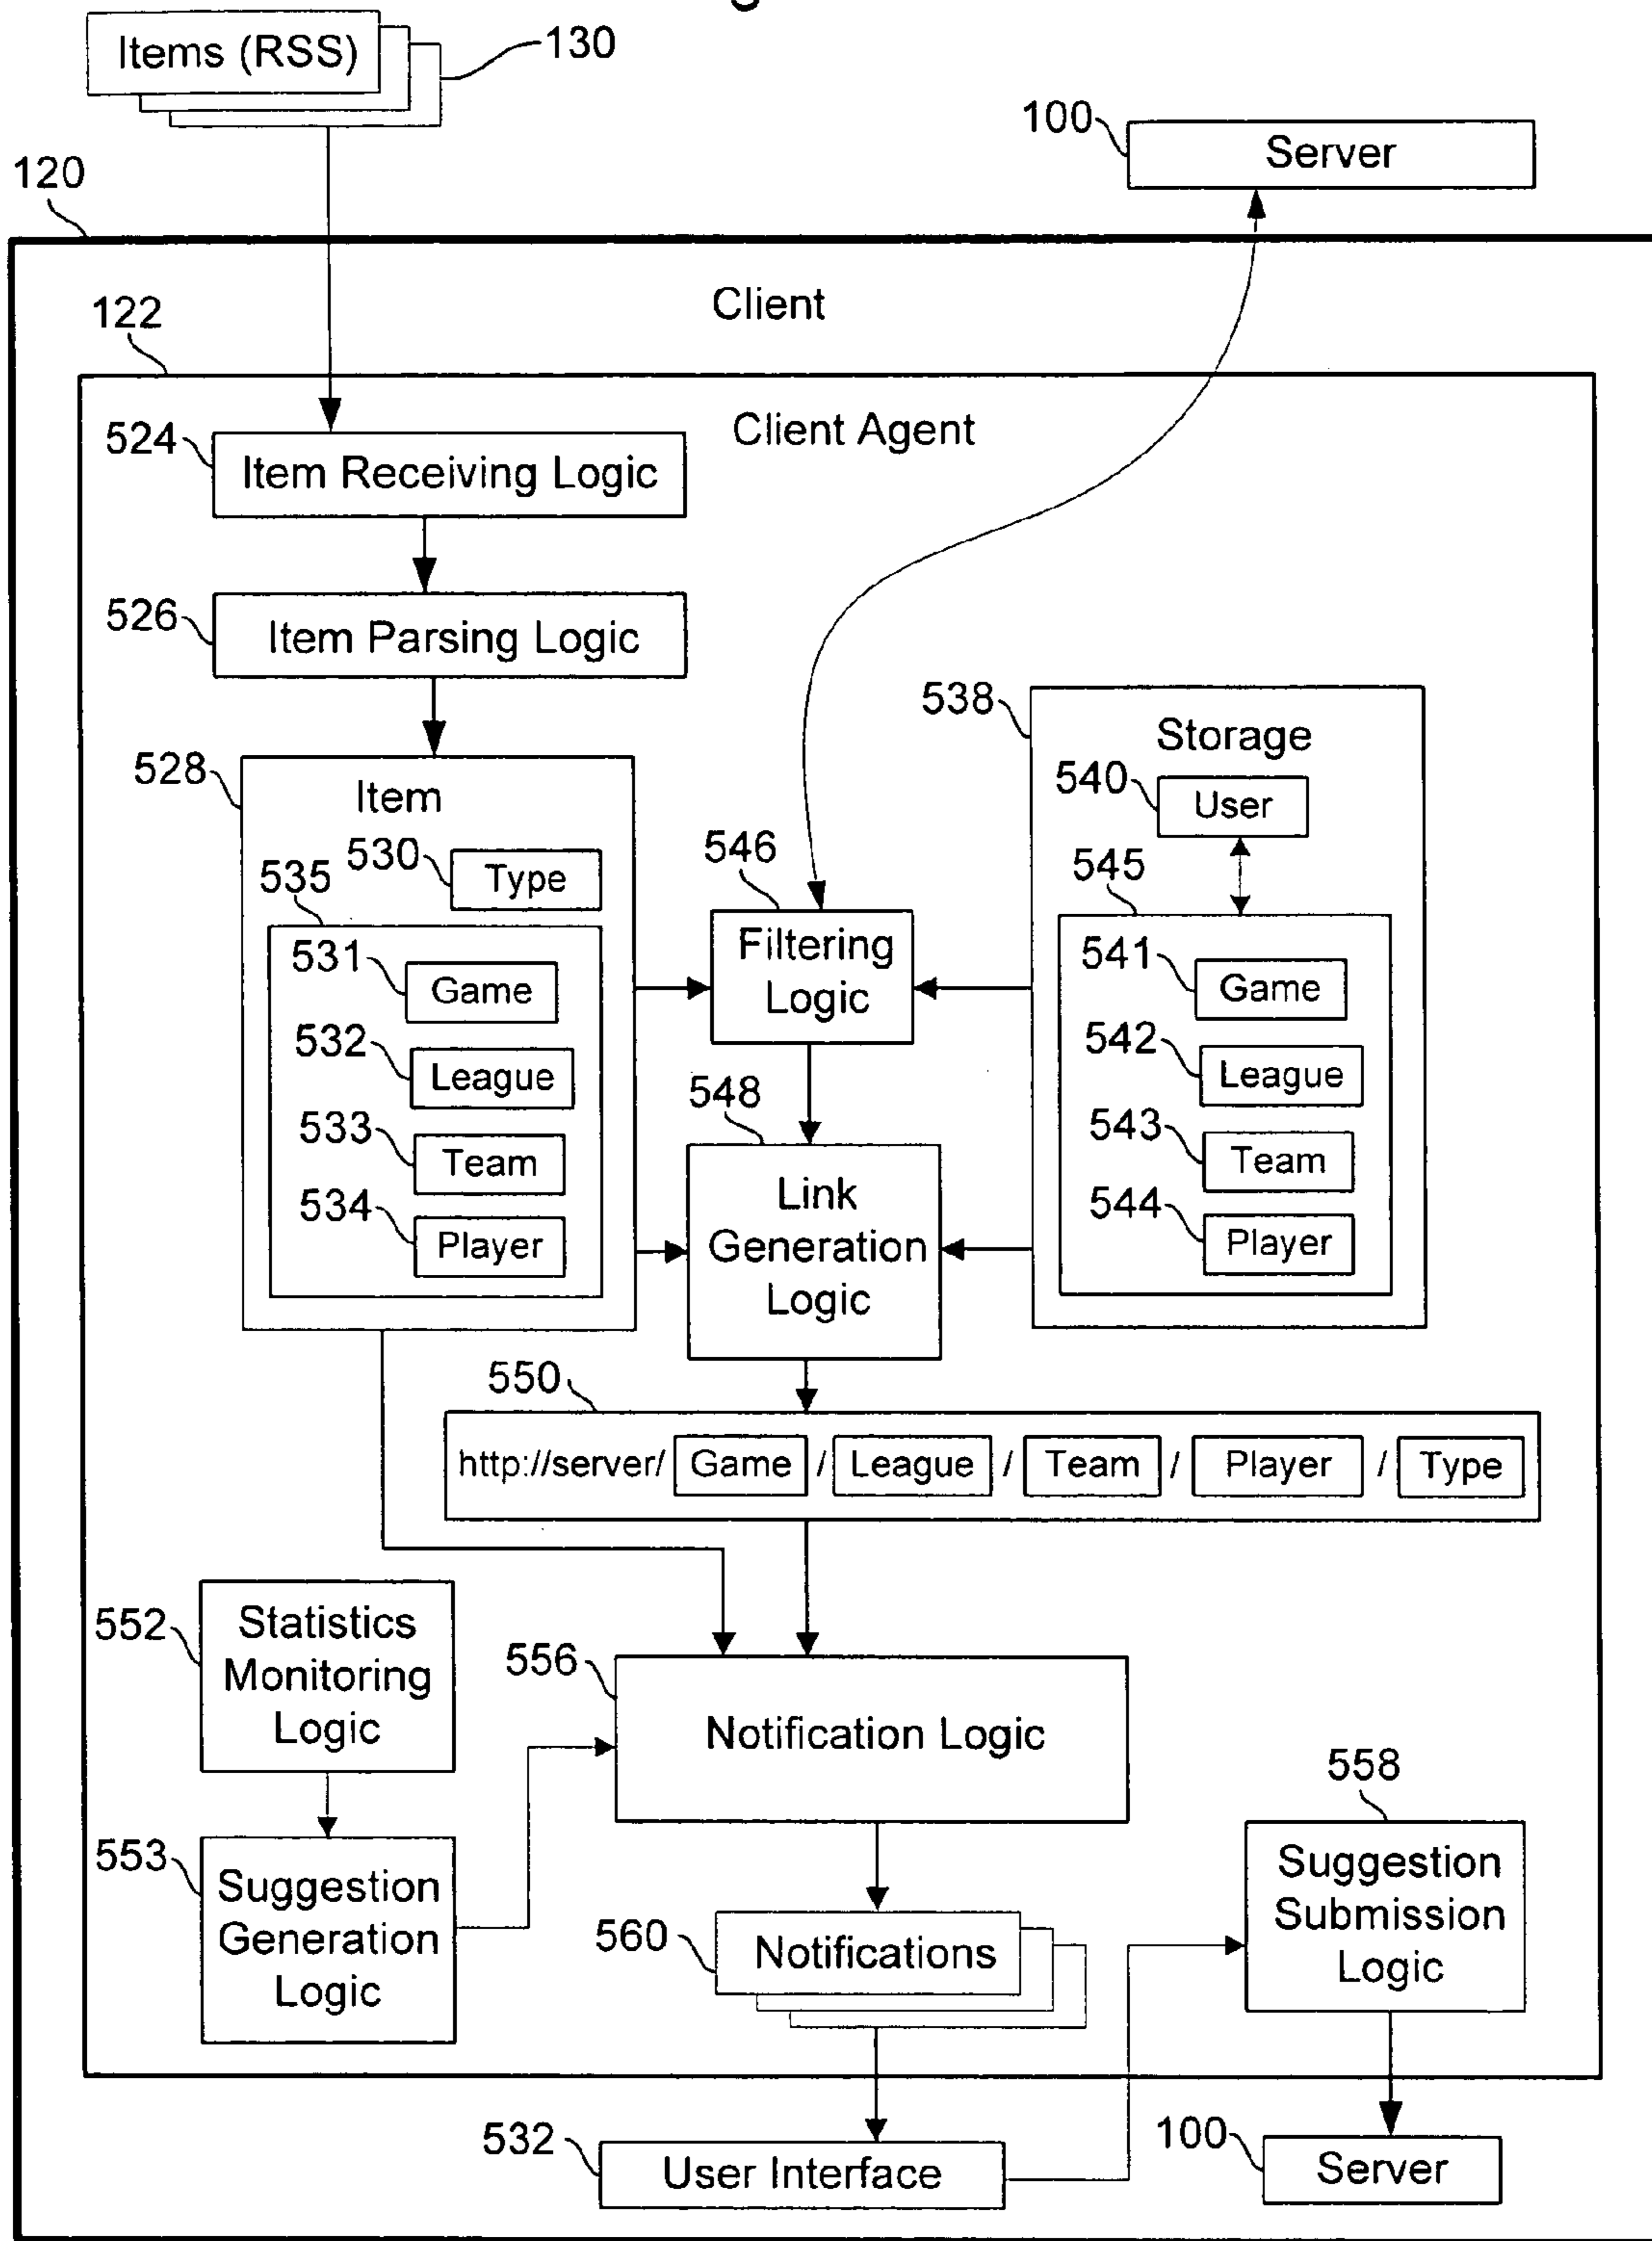 Items (RSS)
130
100
Server
120
Client
122
Client Agent
524
Item Receiving Logic
526
Item Parsing Logic
538
Storage
528
Item
540
User
530
Type
546
545
535
Filtering
Logic
531
Game
541
Game
532
League
542
League
548
533
Team
543
Team
Link
Generation
Logic
534
Player
544
Player
550
http://server/ Game / League / Team / Player / Type
552
Statistics
Monitoring
Logic
556
Notification Logic
558
553
Suggestion
Generation
Logic
Suggestion
Submission
Logic
560
Notifications
532
User Interface
100
Server